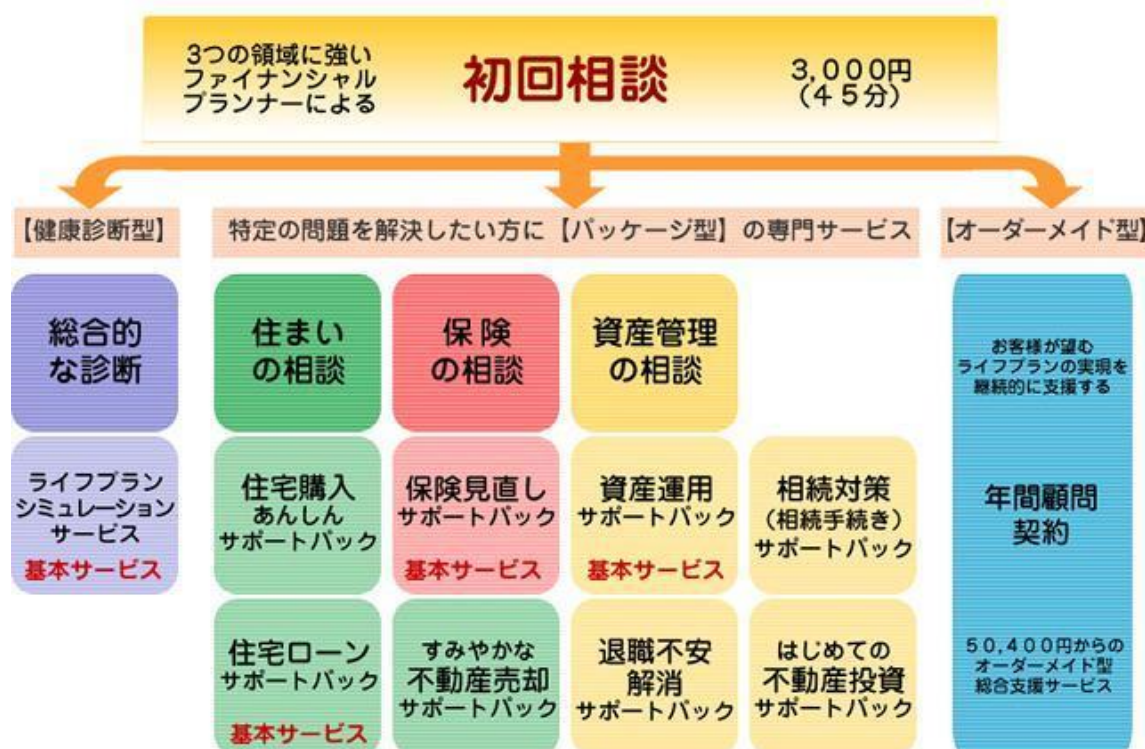 3つの領域に強い
ファイナンシャル
プランナーによる
初回相談
3,000円
(45分)
【健康診断型】
特定の問題を解決したい方に【パッケージ型】の専門サービス
【オーダーメイド型】
総合的
な診断
住まい
の相談
保険
の相談
資産管理
の相談
お客様が望む
ライフプランの実現を
継続的に支援する
ライフプラン
シミュレーション
サービス
基本サービス
住宅購入
あんしん
サポートパック
保険見直し
サポートパック
基本サービス
資産運用
サポートパック
基本サービス
相続対策
(相続手続き)
サポートパック
年間顧問
契約
住宅ローン
サポートパック
基本サービス
すみやかな
不動産売却
サポートパック
退職不安
解消
サポートパック
はじめての
不動産投資
サポートパック
50,400円からの
オーダーメイド型
総合支援サービス